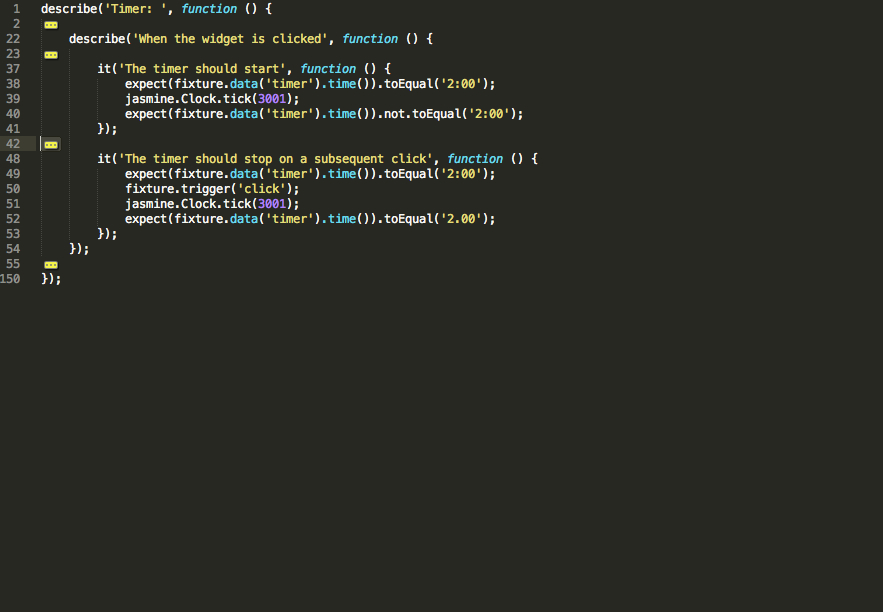 1 describe('Timer: ', function () {
2
22 describe('When the widget is clicked', function () {
23
37 it('The timer should start', function () {
38 expect(fixture.data('timer').time()).toEqual('2:00');
39 jasmine.Clock.tick(3001);
40 expect(fixture.data('timer').time()).not.toEqual('2:00');
41 });
42
48 it('The timer should stop on a subsequent click', function () {
49 expect(fixture.data('timer').time()).toEqual('2:00');
50 fixture.trigger('click');
51 jasmine.Clock.tick(3001);
52 expect(fixture.data('timer').time()).toEqual('2.00');
53 });
54 });
55
150 });